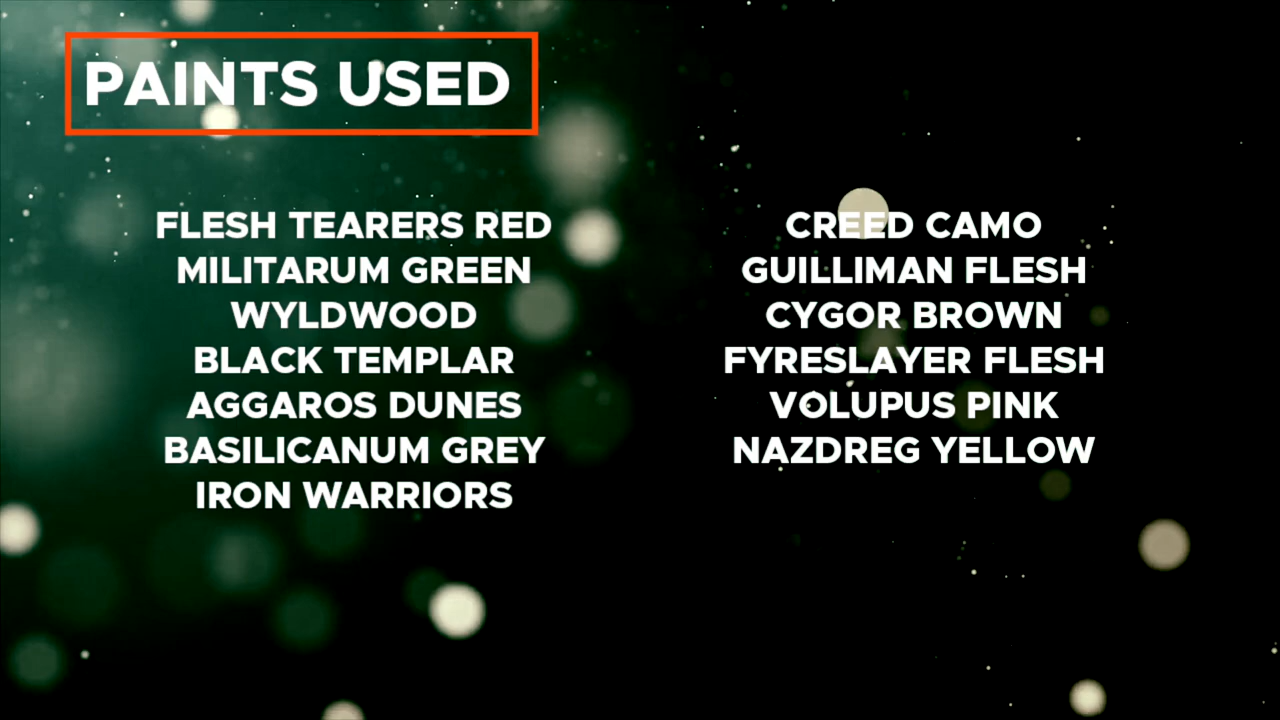 PAINTS USED
FLESH TEARERS RED
MILITARUM GREEN
WYLDWOOD
BLACK TEMPLAR
AGGAROS DUNES
BASILICANUM GREY
IRON WARRIORS
CREED CAMO
GUILLIMAN FLESH
CYGOR BROWN
FYRESLAYER FLESH
VOLUPUS PINK
NAZDREG YELLOW